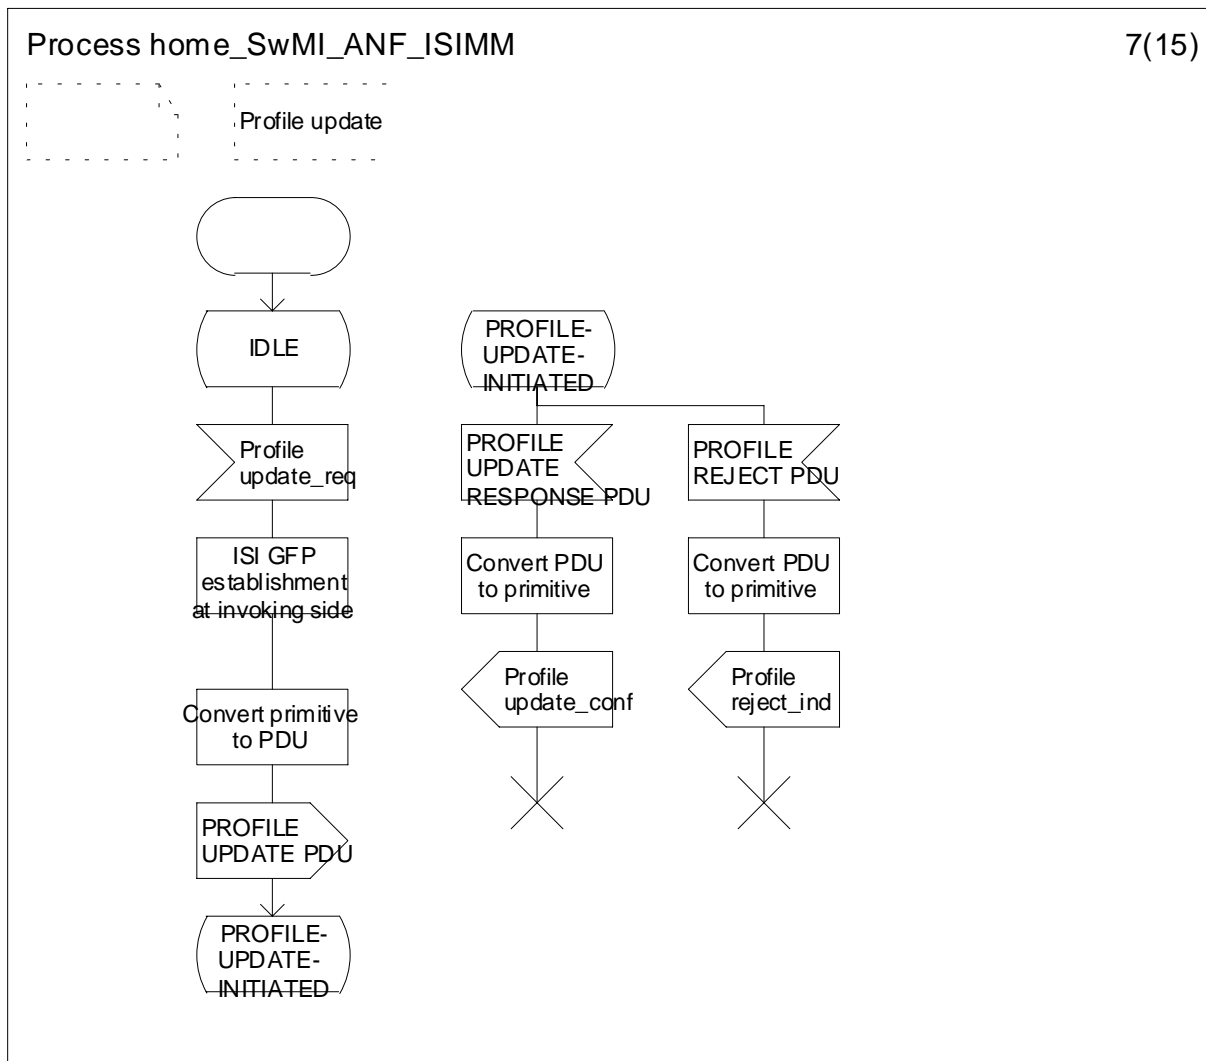 Process home_SwMI_ANF_ISIMM
7(15)
Profile update
IDLE
Profile
update_req
ISI GFP
establishment
at invoking side
Convert primitive
to PDU
PROFILE
UPDATE PDU
PROFILE-
UPDATE-
INITIATED
PROFILE-
UPDATE-
INITIATED
PROFILE
UPDATE
RESPONSE PDU
Convert PDU
to primitive
Profile
update_conf
PROFILE
REJECT PDU
Convert PDU
to primitive
Profile
reject_ind